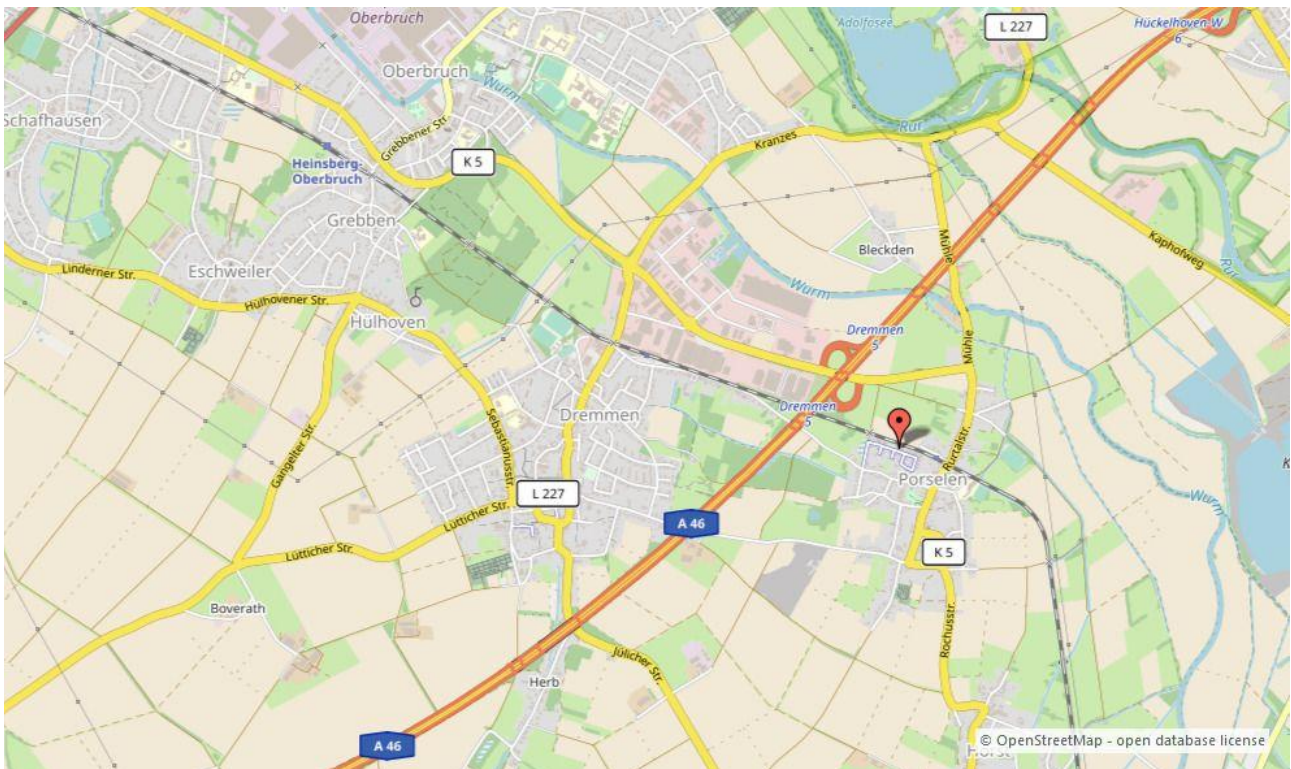 Oberbruch
Adolfosee
L 227
Hückelhoven-W
6
Oberbruch
Wurm
Schafhausen
Grebbener Str.
Rur
Kranzes
K 5
Heinsberg-
Oberbruch
Grebben
Bleckden
Mühle
Kaphofweg
Rur
Linderner Str.
Eschweiler
Wurm
Hülhovener Str.
Hülhoven
Dremmen
5
Mühle
Dremmen
Dremmen
5
Sebastianusstr.
Gangelter Str.
Rurtalstr.
Porselen
L 227
Wurm
Lütticher Str.
A 46
Lütticher Str.
K 5
Boverath
Rochusstr.
Jülicher Str.
Herb
A 46
Horst
© OpenStreetMap - open database license